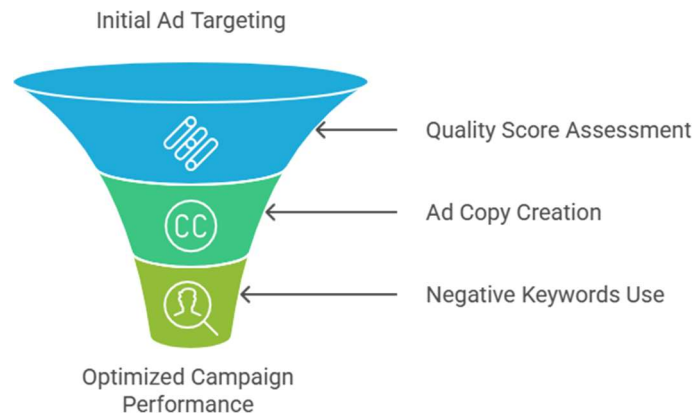 Initial Ad Targeting
Quality Score Assessment
CC
Ad Copy Creation
Negative Keywords Use
Optimized Campaign
Performance